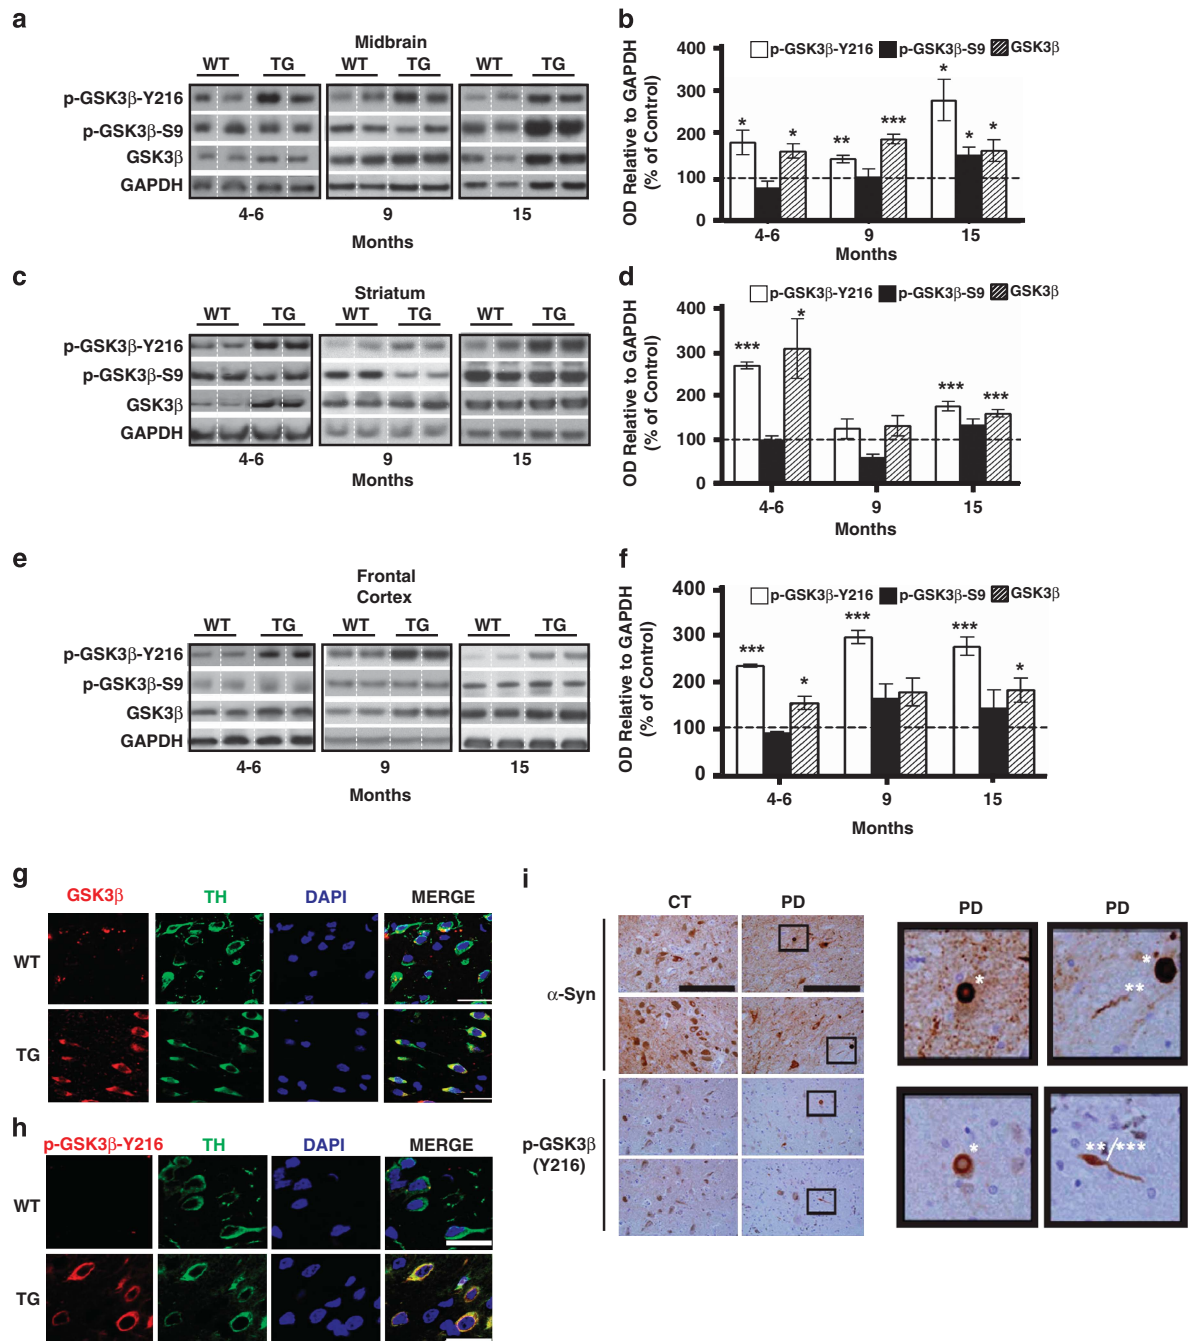 a
Midbrain
WT TG WT TG WT TG
p-GSK3β-Y216
p-GSK3β-S9
GSK3β
GAPDH
4-6 9 15
Months
b
p-GSK3β-Y216 p-GSK3β-S9 GSK3β
OD Relative to GAPDH
(% of Control)
400
300
200
100
0
* * ** *** * * *
4-6 9 15
Months
c
Striatum
WT TG WT TG WT TG
p-GSK3β-Y216
p-GSK3β-S9
GSK3β
GAPDH
4-6 9 15
Months
d
p-GSK3β-Y216 p-GSK3β-S9 GSK3β
OD Relative to GAPDH
(% of Control)
400
300
200
100
0
*** * *** ***
4-6 9 15
Months
e
Frontal
Cortex
WT TG WT TG WT TG
p-GSK3β-Y216
p-GSK3β-S9
GSK3β
GAPDH
4-6 9 15
Months
f
p-GSK3β-Y216 p-GSK3β-S9 GSK3β
OD Relative to GAPDH
(% of Control)
400
300
200
100
0
*** * *** *** *
4-6 9 15
Months
g
GSK3β TH DAPI MERGE
WT
TG
h
p-GSK3β-Y216 TH DAPI MERGE
WT
TG
i
CT PD PD PD
α-Syn
* * **
p-GSK3β
(Y216)
* ** ***